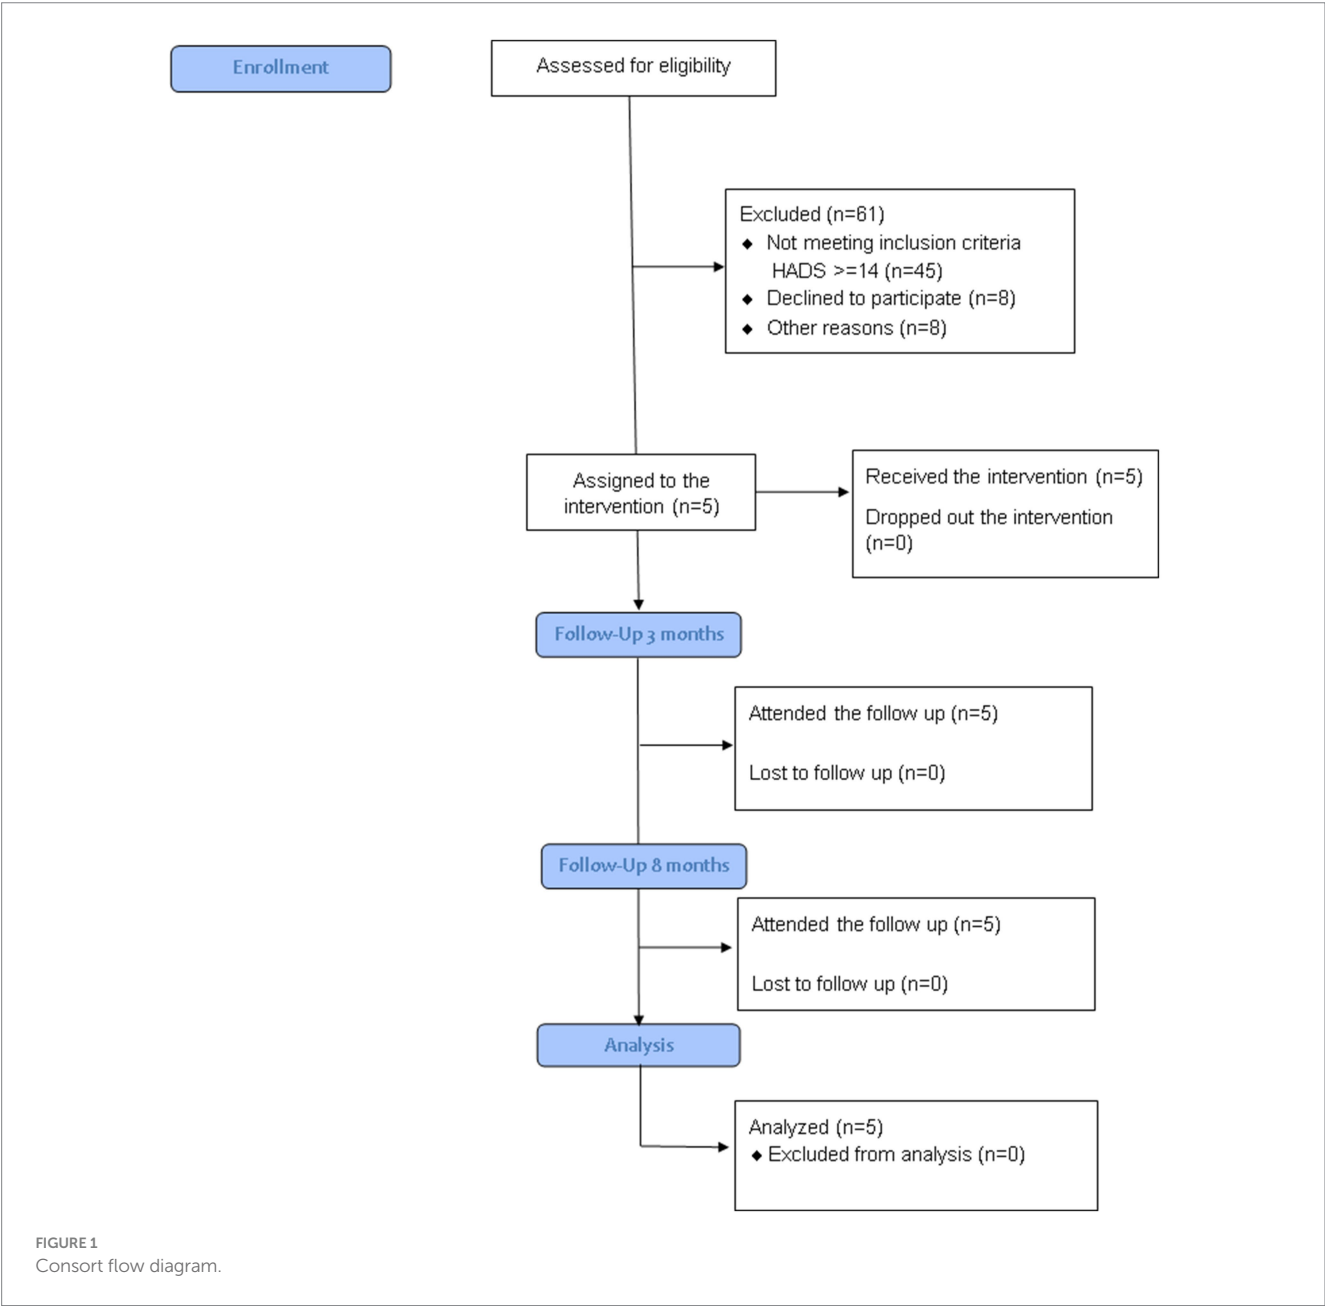 Enrollment
Assessed for eligibility
Excluded (n=61)
◆ Not meeting inclusion criteria
HADS >=14 (n=45)
◆ Declined to participate (n=8)
◆ Other reasons (n=8)
Assigned to the
intervention (n=5)
Received the intervention (n=5)
Dropped out the intervention
(n=0)
Follow-Up 3 months
Attended the follow up (n=5)
Lost to follow up (n=0)
Follow-Up 8 months
Attended the follow up (n=5)
Lost to follow up (n=0)
Analysis
Analyzed (n=5)
◆ Excluded from analysis (n=0)
FIGURE 1
Consort flow diagram.